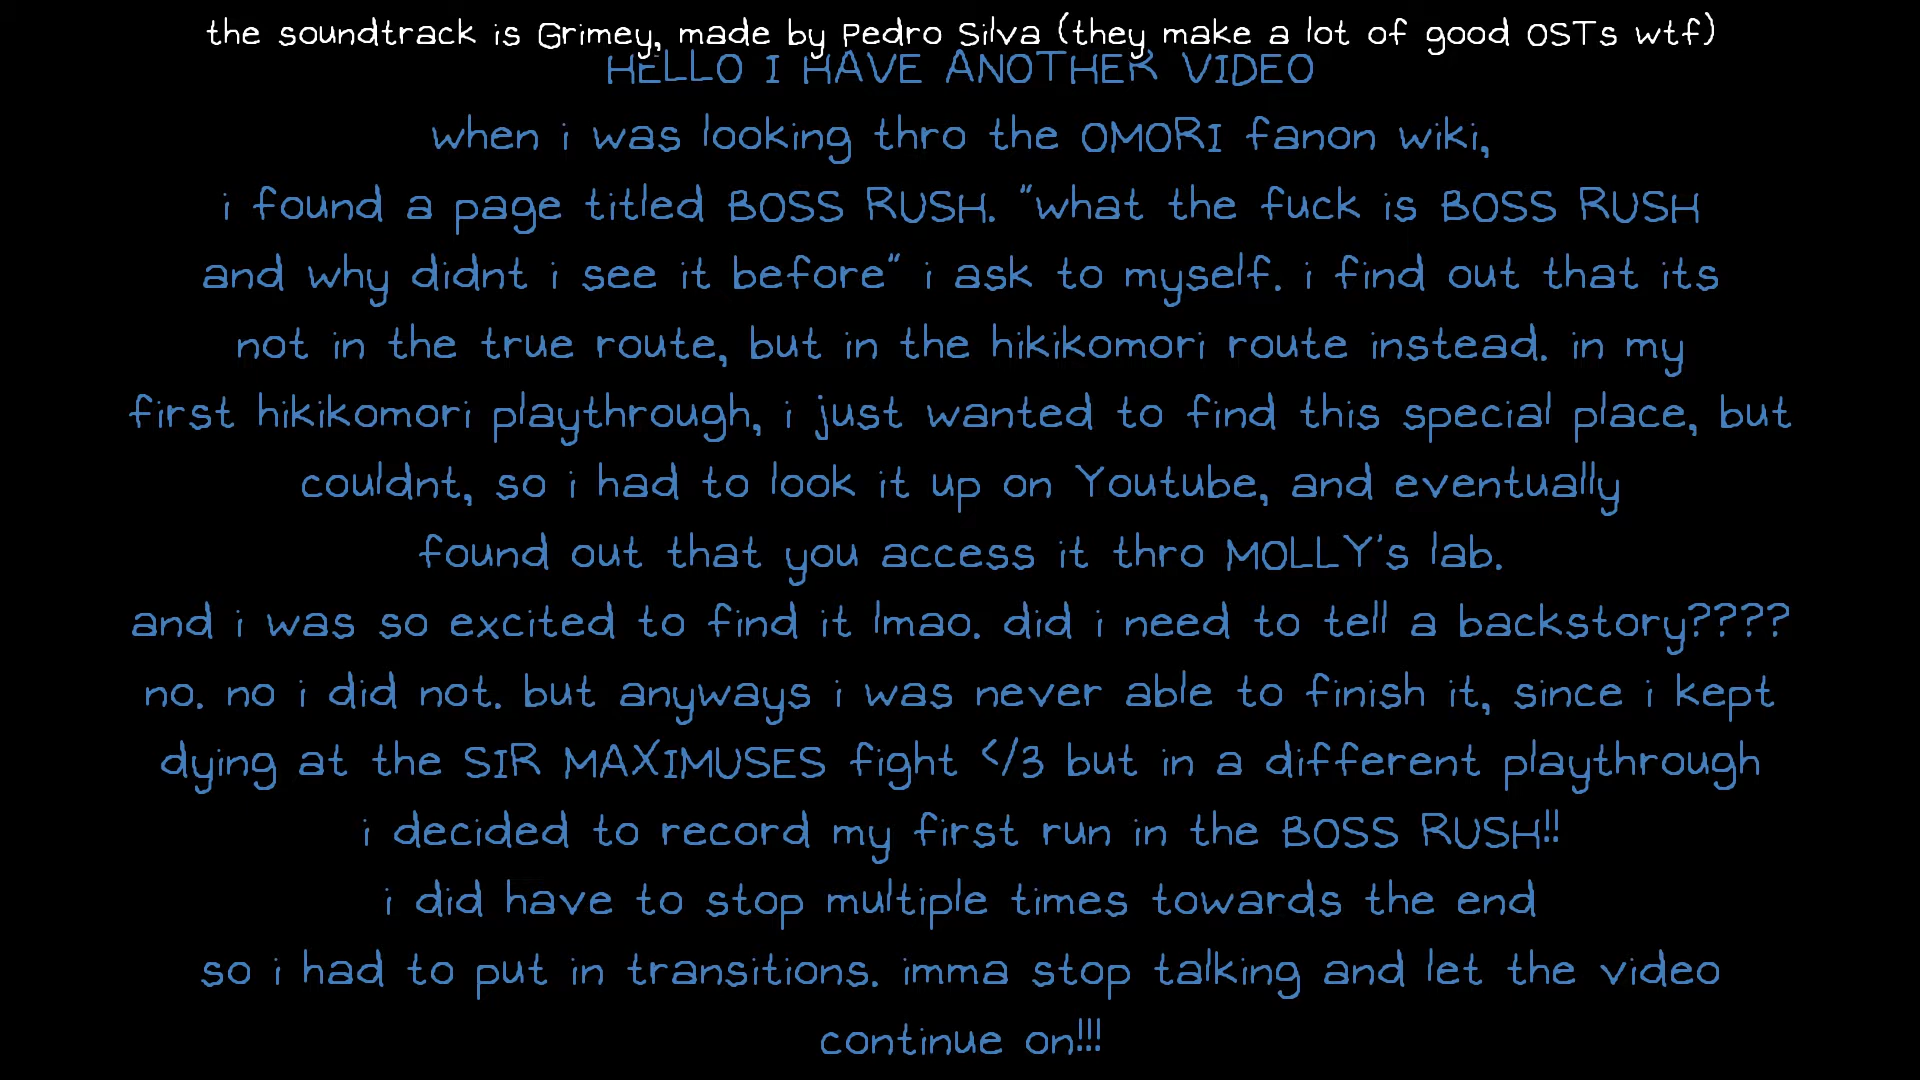 the soundtrack is Grimey, made by Pedro Silva (they make a lot of good OSTs wtf)
HELLO I HAVE ANOTHER VIDEO
when i was looking thro the OMORI fanon wiki,
i found a page titled BOSS RUSH. "what the fuck is BOSS RUSH
and why didnt i see it before" i ask to myself. i find out that its
not in the true route, but in the hikikomori route instead. in my
first hikikomori playthrough, i just wanted to find this special place, but
couldnt, so i had to look it up on Youtube, and eventually
found out that you access it thro MOLLY's lab.
and i was so excited to find it lmao. did i need to tell a backstory????
no. no i did not. but anyways i was never able to finish it, since i kept
dying at the SIR MAXIMUSES fight </3 but in a different playthrough
i decided to record my first run in the BOSS RUSH!!
i did have to stop multiple times towards the end
so i had to put in transitions. imma stop talking and let the video
continue on!!!